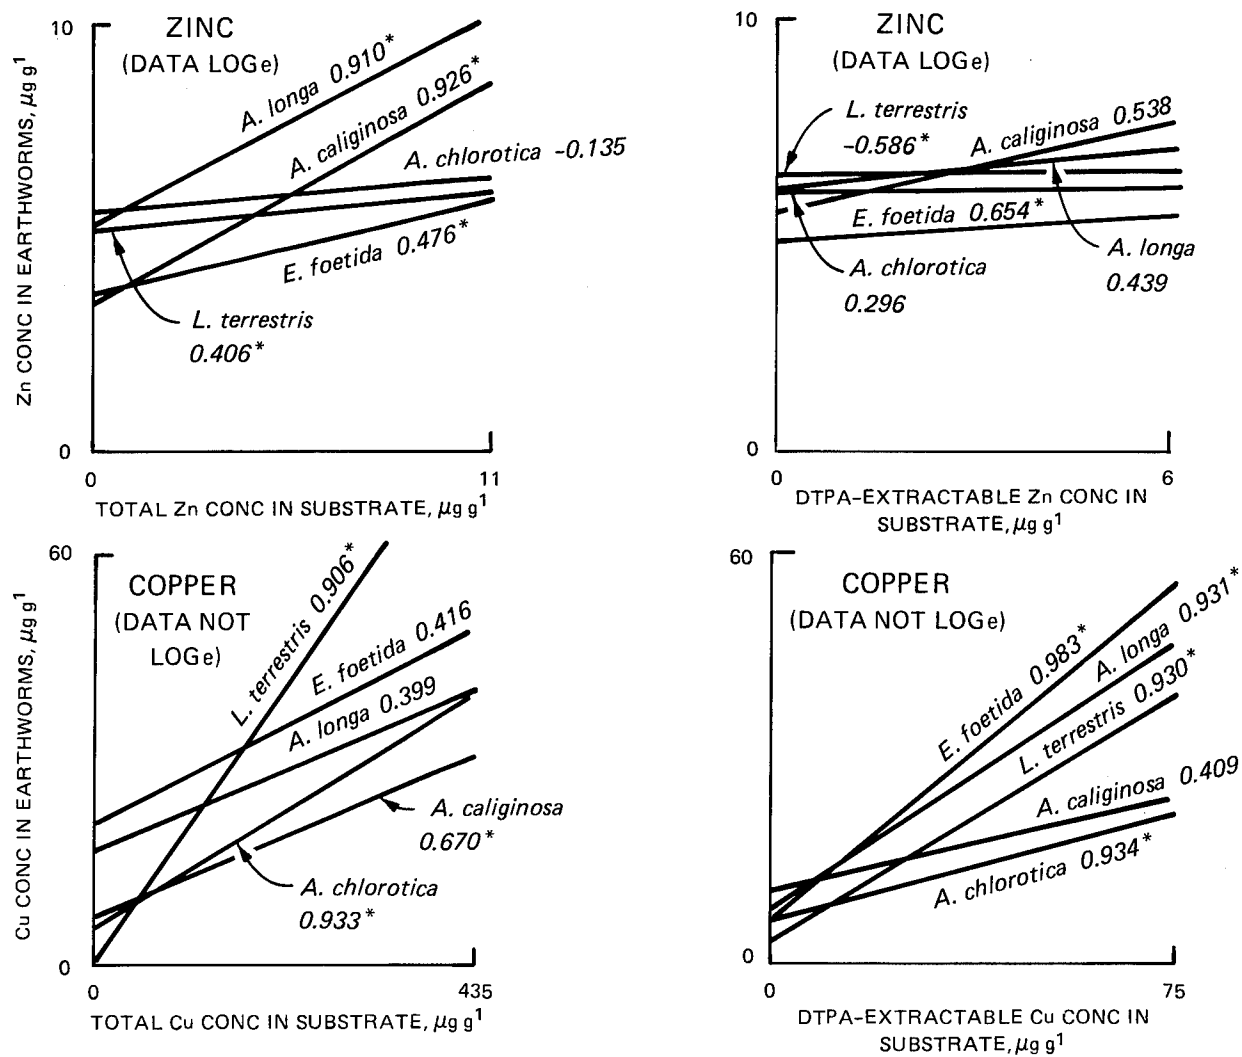 ZINC
(DATA LOGe)
10
Zn CONC IN EARTHWORMS, µg g¹
A. longa 0.910*
A. caliginosa 0.926*
A. chlorotica -0.135
E. foetida 0.476*
L. terrestris
0.406*
0
0
11
TOTAL Zn CONC IN SUBSTRATE, µg g¹
ZINC
(DATA LOGe)
10
L. terrestris
-0.586*
A. caliginosa 0.538
E. foetida 0.654*
A. longa
0.439
A. chlorotica
0.296
0
0
6
DTPA-EXTRACTABLE Zn CONC IN
SUBSTRATE, µg g¹
60
COPPER
(DATA NOT
LOGe)
Cu CONC IN EARTHWORMS, µg g¹
L. terrestris 0.906*
E. foetida 0.416
A. longa 0.399
A. caliginosa
0.670*
A. chlorotica
0.933*
0
0
435
TOTAL Cu CONC IN SUBSTRATE, µg g¹
10
COPPER
(DATA NOT LOGe)
60
E. foetida 0.983*
A. longa 0.931*
L. terrestris 0.930*
A. caliginosa 0.409
A. chlorotica 0.934*
0
0
75
DTPA-EXTRACTABLE Cu CONC IN
SUBSTRATE, µg g¹